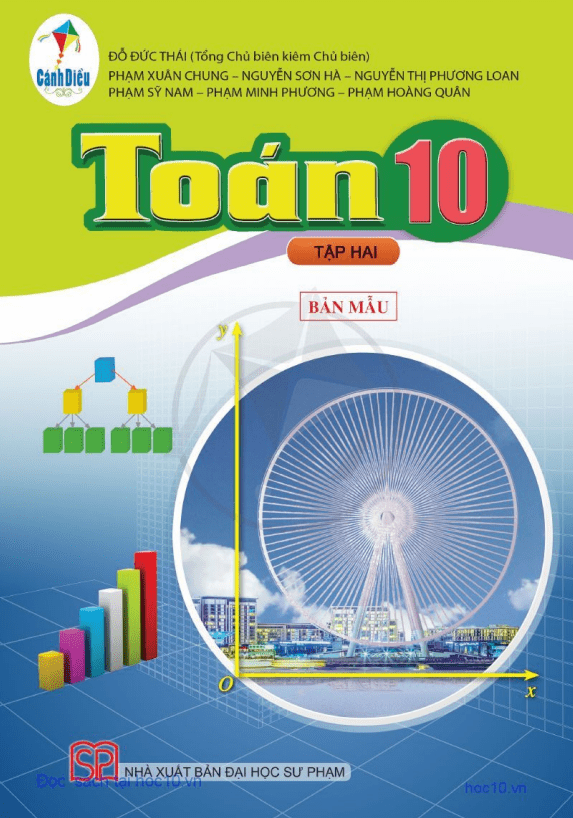 Cánh Diều
ĐỖ ĐỨC THÁI (Tổng Chủ biên kiêm Chủ biên)
PHẠM XUÂN CHUNG – NGUYỄN SƠN HÀ – NGUYỄN THỊ PHƯƠNG LOAN
PHẠM SỸ NAM – PHẠM MINH PHƯƠNG – PHẠM HOÀNG QUÂN
Toán 10
TẬP HAI
BẢN MẪU
y
O
x
SP
NHÀ XUẤT BẢN ĐẠI HỌC SƯ PHẠM
Đọc sách tại hoc10.vn
hoc10.vn